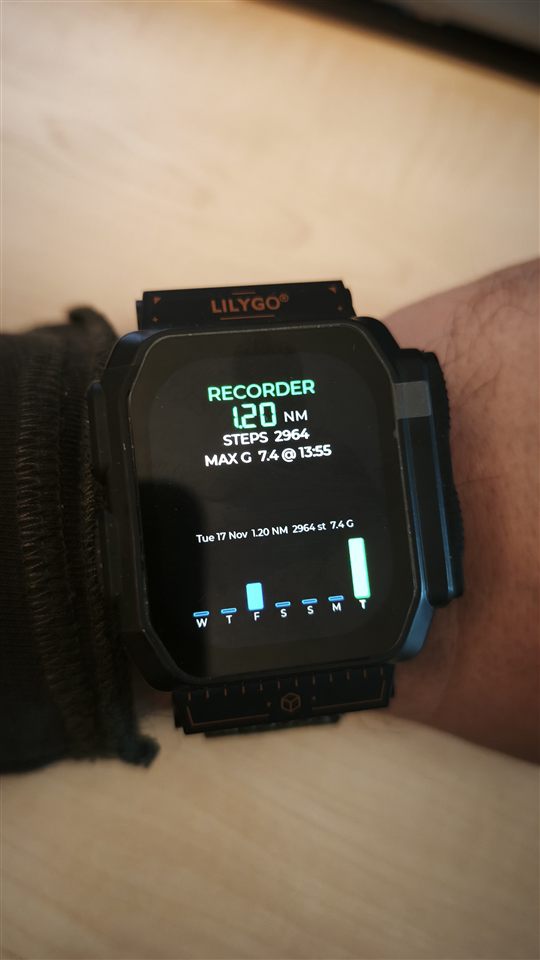 LILYGO®
RECORDER
1.20 NM
STEPS 2964
MAX G 7.4 @ 13:55
Tue 17 Nov 1.20 NM 2964 st 7.4 G
W T F S S M T